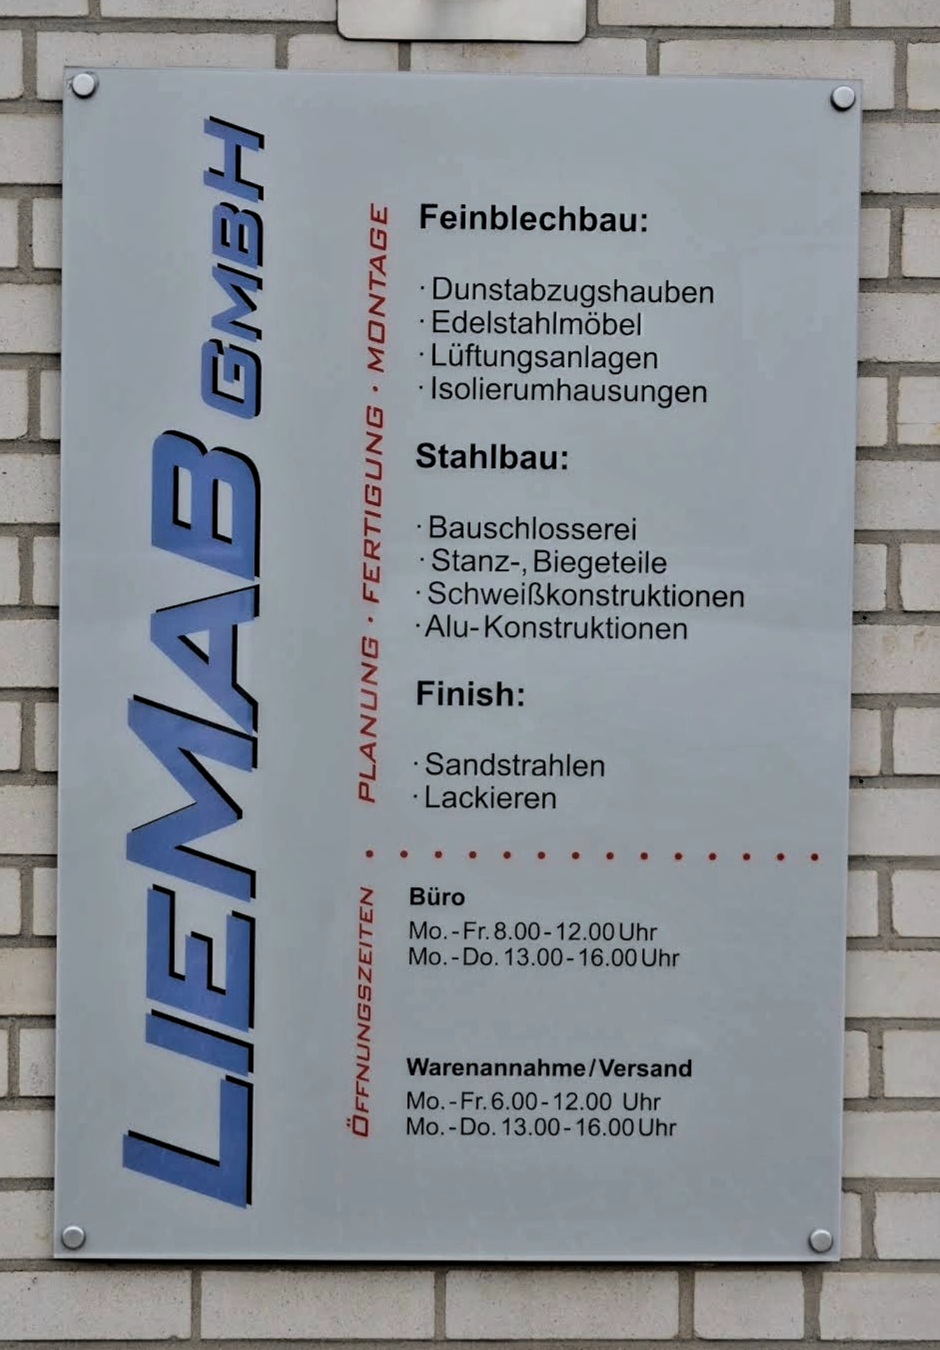 LIEMAB GMBH
PLANUNG · FERTIGUNG · MONTAGE
Feinblechbau:
· Dunstabzugshauben
· Edelstahlmöbel
· Lüftungsanlagen
· Isolierumhausungen
Stahlbau:
· Bauschlosserei
· Stanz-, Biegeteile
· Schweißkonstruktionen
· Alu-Konstruktionen
Finish:
· Sandstrahlen
· Lackieren
ÖFFNUNGSZEITEN
Büro
Mo.-Fr. 8.00-12.00 Uhr
Mo.-Do. 13.00-16.00 Uhr
Warenannahme/Versand
Mo.-Fr. 6.00-12.00 Uhr
Mo.-Do. 13.00-16.00 Uhr